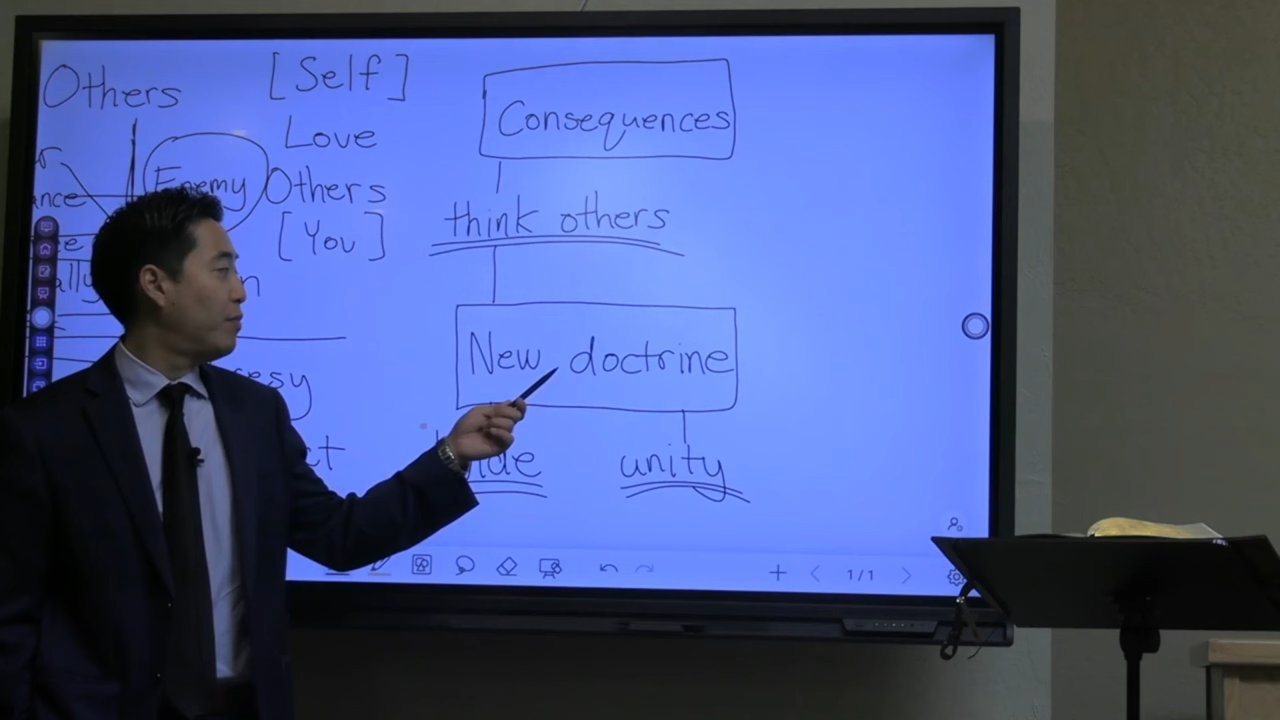 Others
[Self]
Love
Enemy
Others
[You]
Consequences
think others
New doctrine
unity
1/1